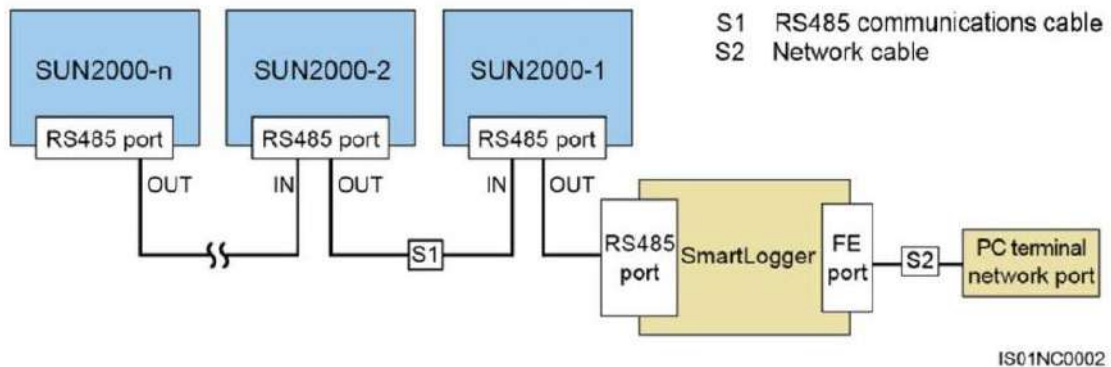 S1 RS485 communications cable
S2 Network cable
SUN2000-n
SUN2000-2
SUN2000-1
RS485 port
RS485 port
RS485 port
OUT
IN
OUT
IN
OUT
S1
RS485
port
SmartLogger
FE
port
S2
PC terminal
network port
IS01NC0002